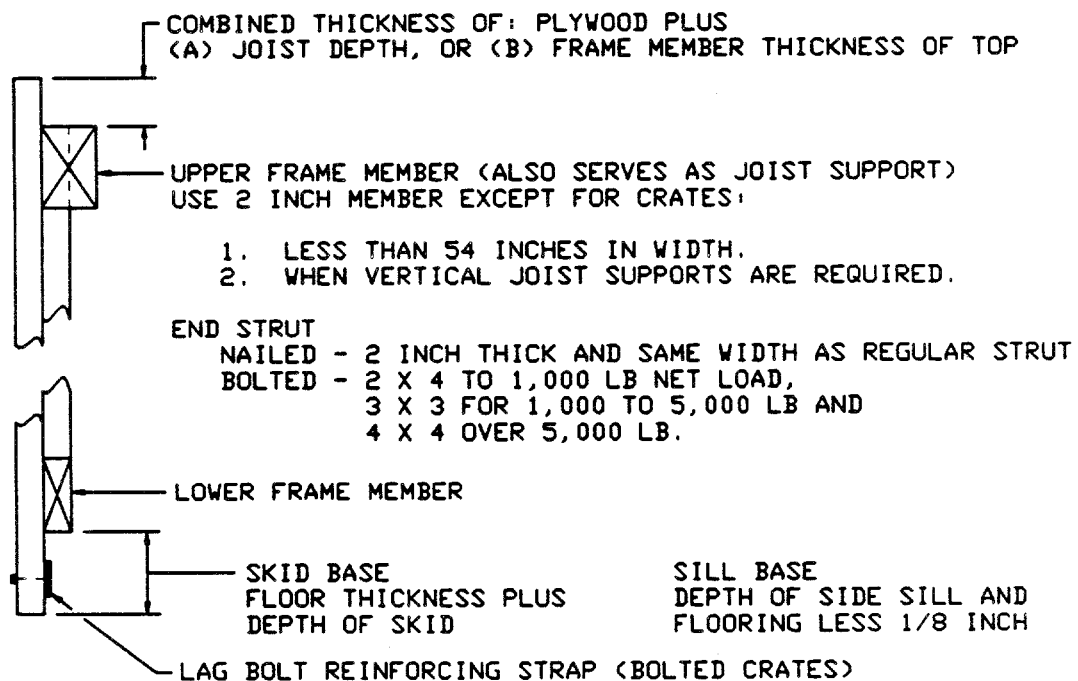 COMBINED THICKNESS OF: PLYWOOD PLUS
(A) JOIST DEPTH, OR (B) FRAME MEMBER THICKNESS OF TOP
UPPER FRAME MEMBER (ALSO SERVES AS JOIST SUPPORT)
USE 2 INCH MEMBER EXCEPT FOR CRATES:
1. LESS THAN 54 INCHES IN WIDTH.
2. WHEN VERTICAL JOIST SUPPORTS ARE REQUIRED.
END STRUT
NAILED - 2 INCH THICK AND SAME WIDTH AS REGULAR STRUT
BOLTED - 2 X 4 TO 1,000 LB NET LOAD,
3 X 3 FOR 1,000 TO 5,000 LB AND
4 X 4 OVER 5,000 LB.
LOWER FRAME MEMBER
SKID BASE
FLOOR THICKNESS PLUS
DEPTH OF SKID
SILL BASE
DEPTH OF SIDE SILL AND
FLOORING LESS 1/8 INCH
LAG BOLT REINFORCING STRAP (BOLTED CRATES)